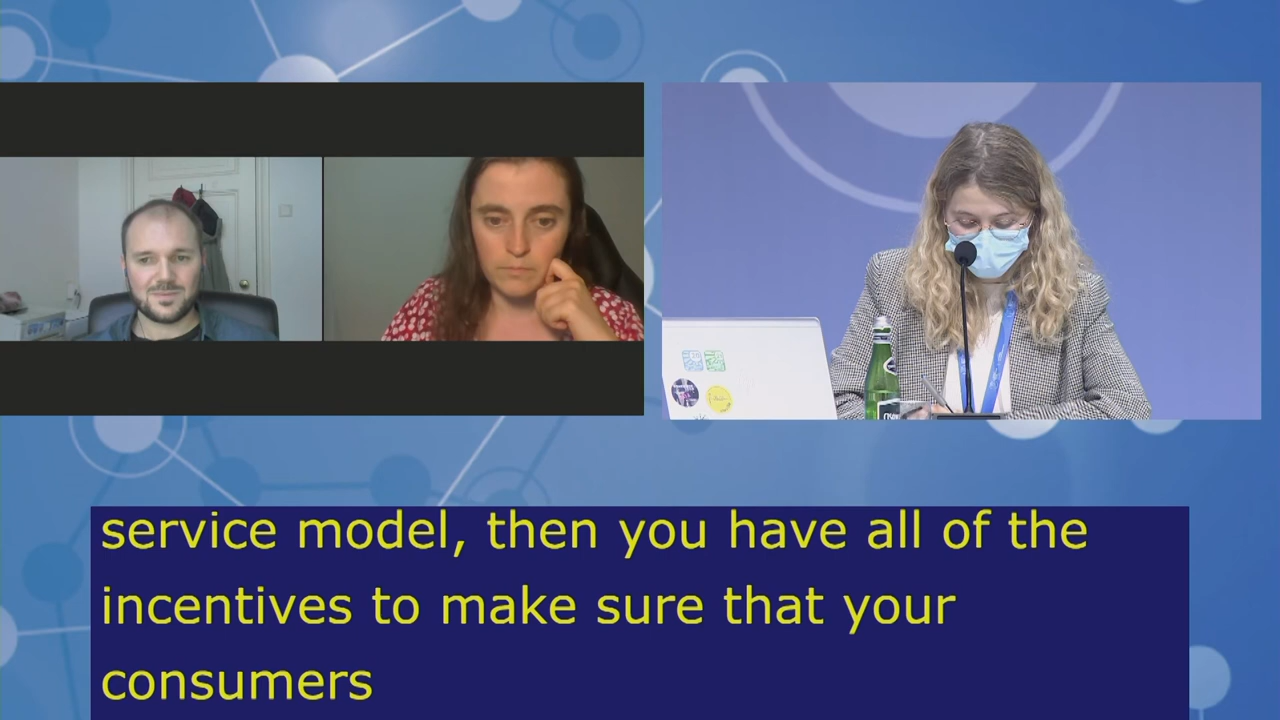 service model, then you have all of the
incentives to make sure that your
consumers